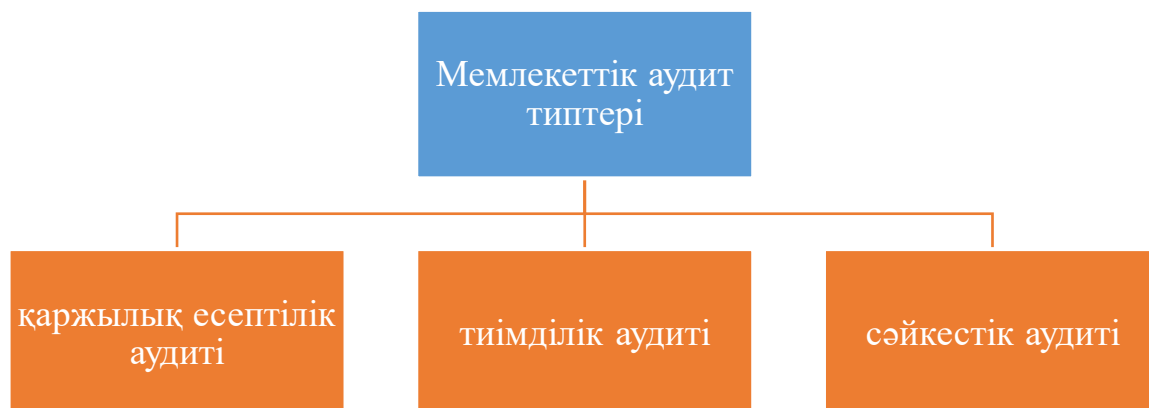 Мемлекеттік аудит
типтері
қаржылық есептілік
аудиті
тиімділік аудиті
сәйкестік аудиті